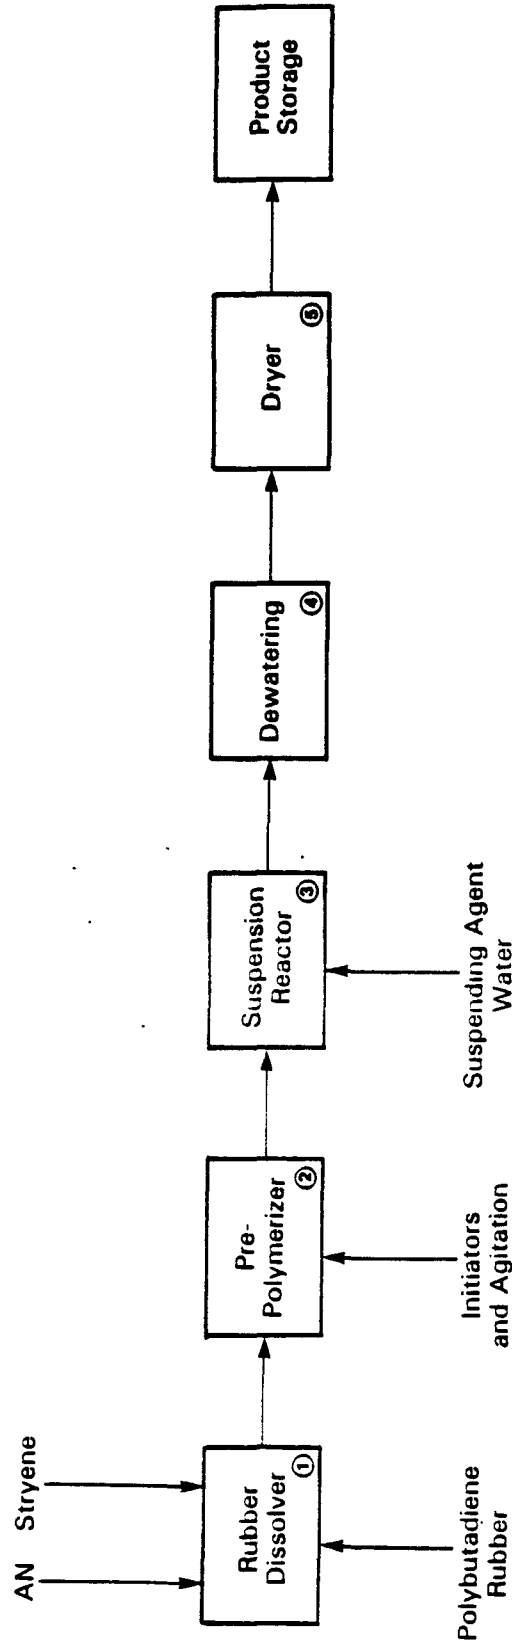 AN
Stryene
Rubber
Dissolver
①
Polybutadiene
Rubber
Pre-
Polymerizer
②
Initiators
and Agitation
Suspension
Reactor
③
Suspending Agent
Water
Dewatering
④
Dryer
⑤
Product
Storage